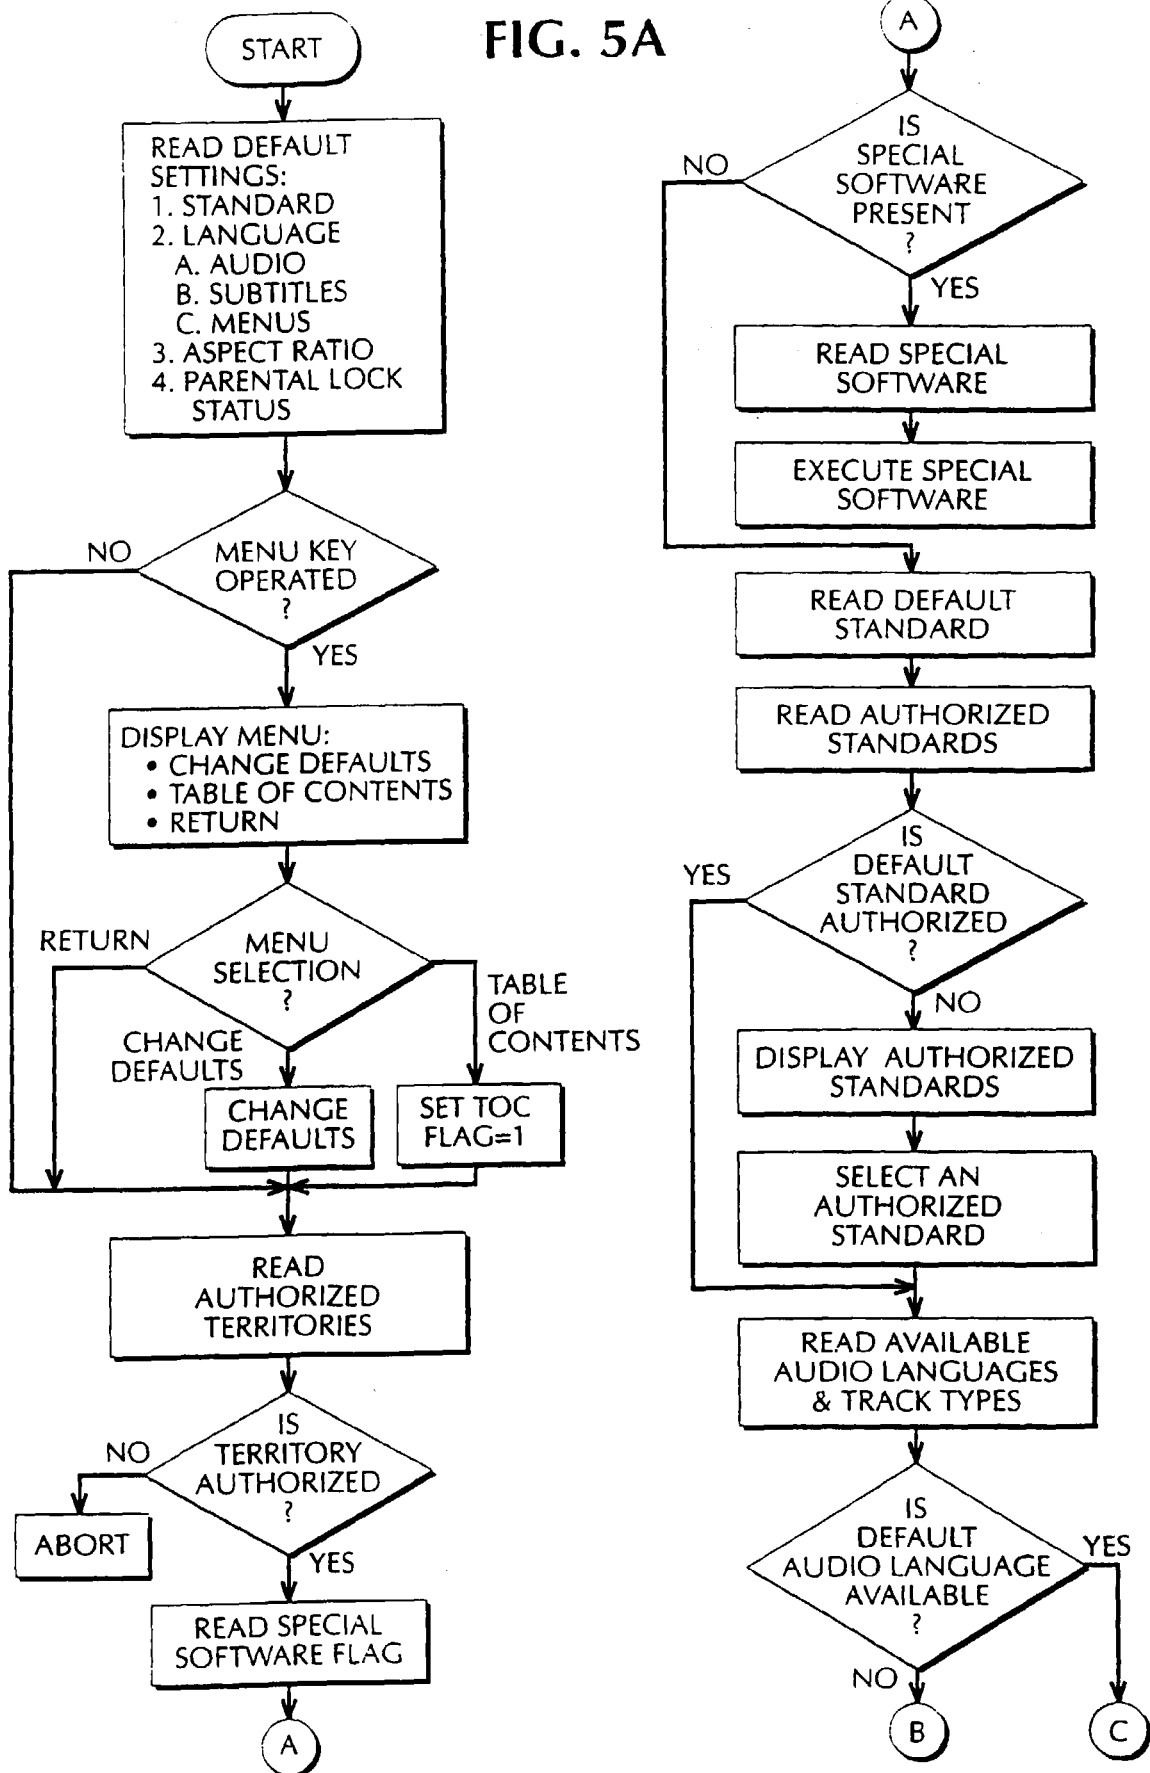 FIG. 5A
START
READ DEFAULT
SETTINGS:
1. STANDARD
2. LANGUAGE
A. AUDIO
B. SUBTITLES
C. MENUS
3. ASPECT RATIO
4. PARENTAL LOCK
STATUS
NO
MENU KEY
OPERATED
?
YES
DISPLAY MENU:
• CHANGE DEFAULTS
• TABLE OF CONTENTS
• RETURN
RETURN
MENU
SELECTION
?
TABLE
OF
CONTENTS
CHANGE
DEFAULTS
CHANGE
DEFAULTS
SET TOC
FLAG=1
READ
AUTHORIZED
TERRITORIES
NO
IS
TERRITORY
AUTHORIZED
?
ABORT
YES
READ SPECIAL
SOFTWARE FLAG
A
A
NO
IS
SPECIAL
SOFTWARE
PRESENT
?
YES
READ SPECIAL
SOFTWARE
EXECUTE SPECIAL
SOFTWARE
READ DEFAULT
STANDARD
READ AUTHORIZED
STANDARDS
YES
IS
DEFAULT
STANDARD
AUTHORIZED
?
NO
DISPLAY AUTHORIZED
STANDARDS
SELECT AN
AUTHORIZED
STANDARD
READ AVAILABLE
AUDIO LANGUAGES
& TRACK TYPES
IS
DEFAULT
AUDIO LANGUAGE
AVAILABLE
?
YES
NO
B
C